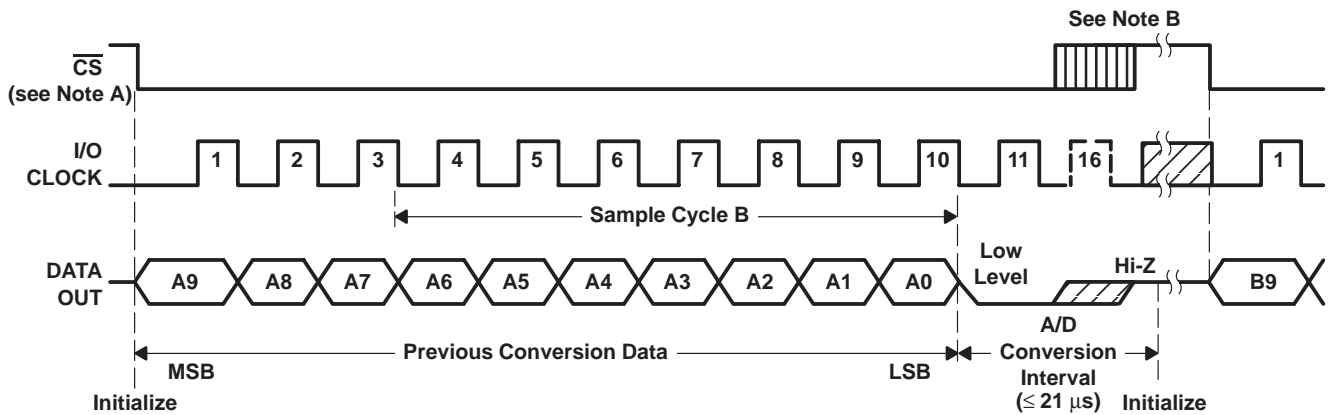 See Note B
CS
(see Note A)
I/O
CLOCK
1 2 3 4 5 6 7 8 9 10 11 16 1
Sample Cycle B
DATA
OUT
A9 A8 A7 A6 A5 A4 A3 A2 A1 A0
Low
Level
Hi-Z
B9
Previous Conversion Data
MSB
LSB
A/D
Conversion
Interval
(≤ 21 μs)
Initialize
Initialize